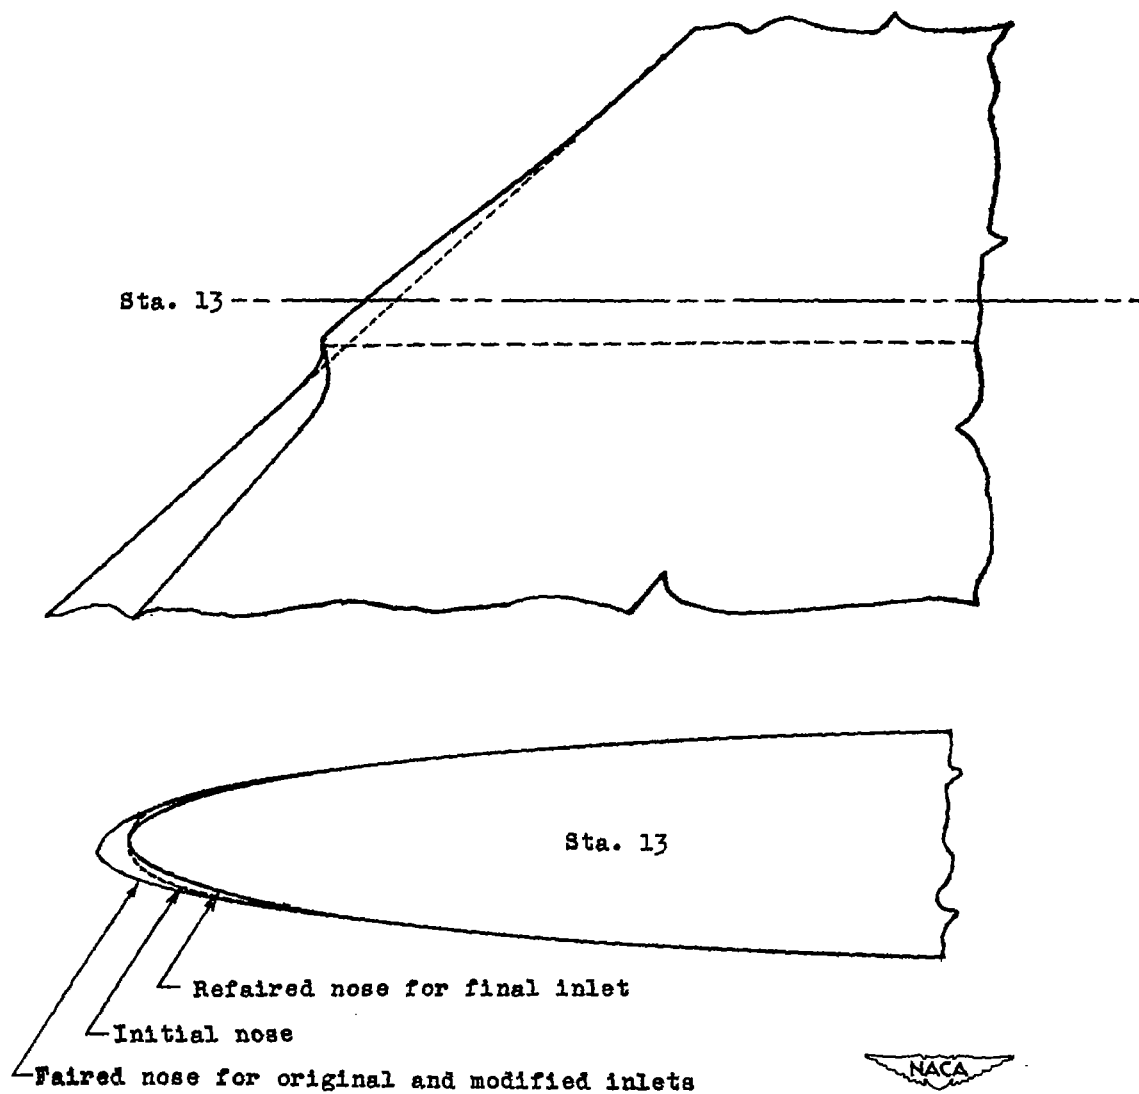 Sta. 13
Sta. 13
Refaired nose for final inlet
Initial nose
Faired nose for original and modified inlets
NACA